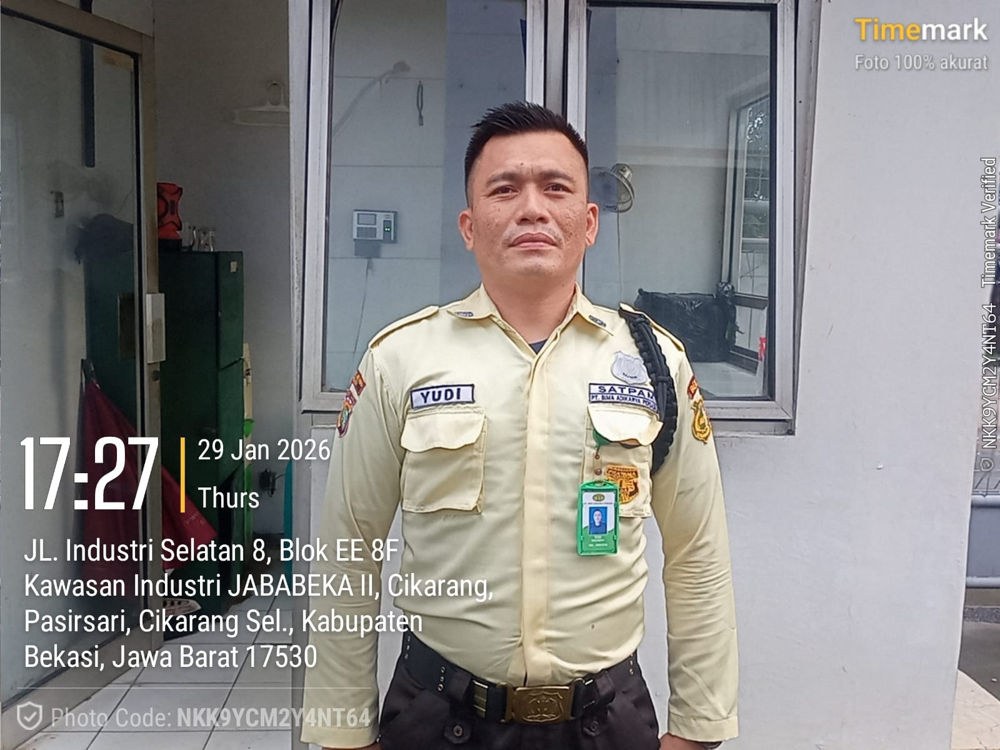 Timemark
Foto 100% akurat
YUDI
SATPAM
PT. BIMA ADIKARYA
17:27
29 Jan 2026
Thurs
JL. Industri Selatan 8, Blok EE 8F
Kawasan Industri JABABEKA II, Cikarang,
Pasirsari, Cikarang Sel., Kabupaten
Bekasi, Jawa Barat 17530
Photo Code: NKK9YCM2Y4NT64
NKK9YCM2Y4NT64 Timemark Verified